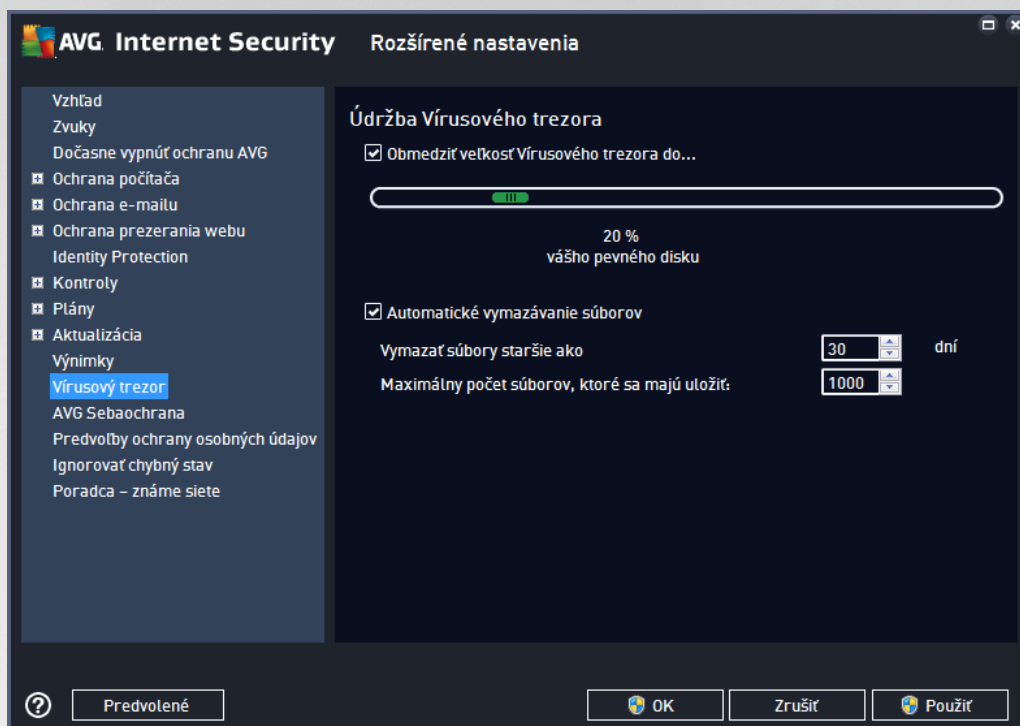 AVG. Internet Security Rozšírené nastavenia
Vzhľad
Zvuky
Dočasne vypnúť ochranu AVG
Ochrana počítača
Ochrana e-mailu
Ochrana prezerania webu
Identity Protection
Kontroly
Plány
Aktualizácia
Výnimky
Vírusový trezor
AVG Sebaochrana
Predvoľby ochrany osobných údajov
Ignorovať chybný stav
Poradca – známe siete
Údržba Vírusového trezora
Obmedziť veľkosť Vírusového trezora do...
20 %
vášho pevného disku
Automatické vymazávanie súborov
Vymazať súbory staršie ako 30 dní
Maximálny počet súborov, ktoré sa majú uložiť: 1000
? Predvolené OK Zrušiť Použiť